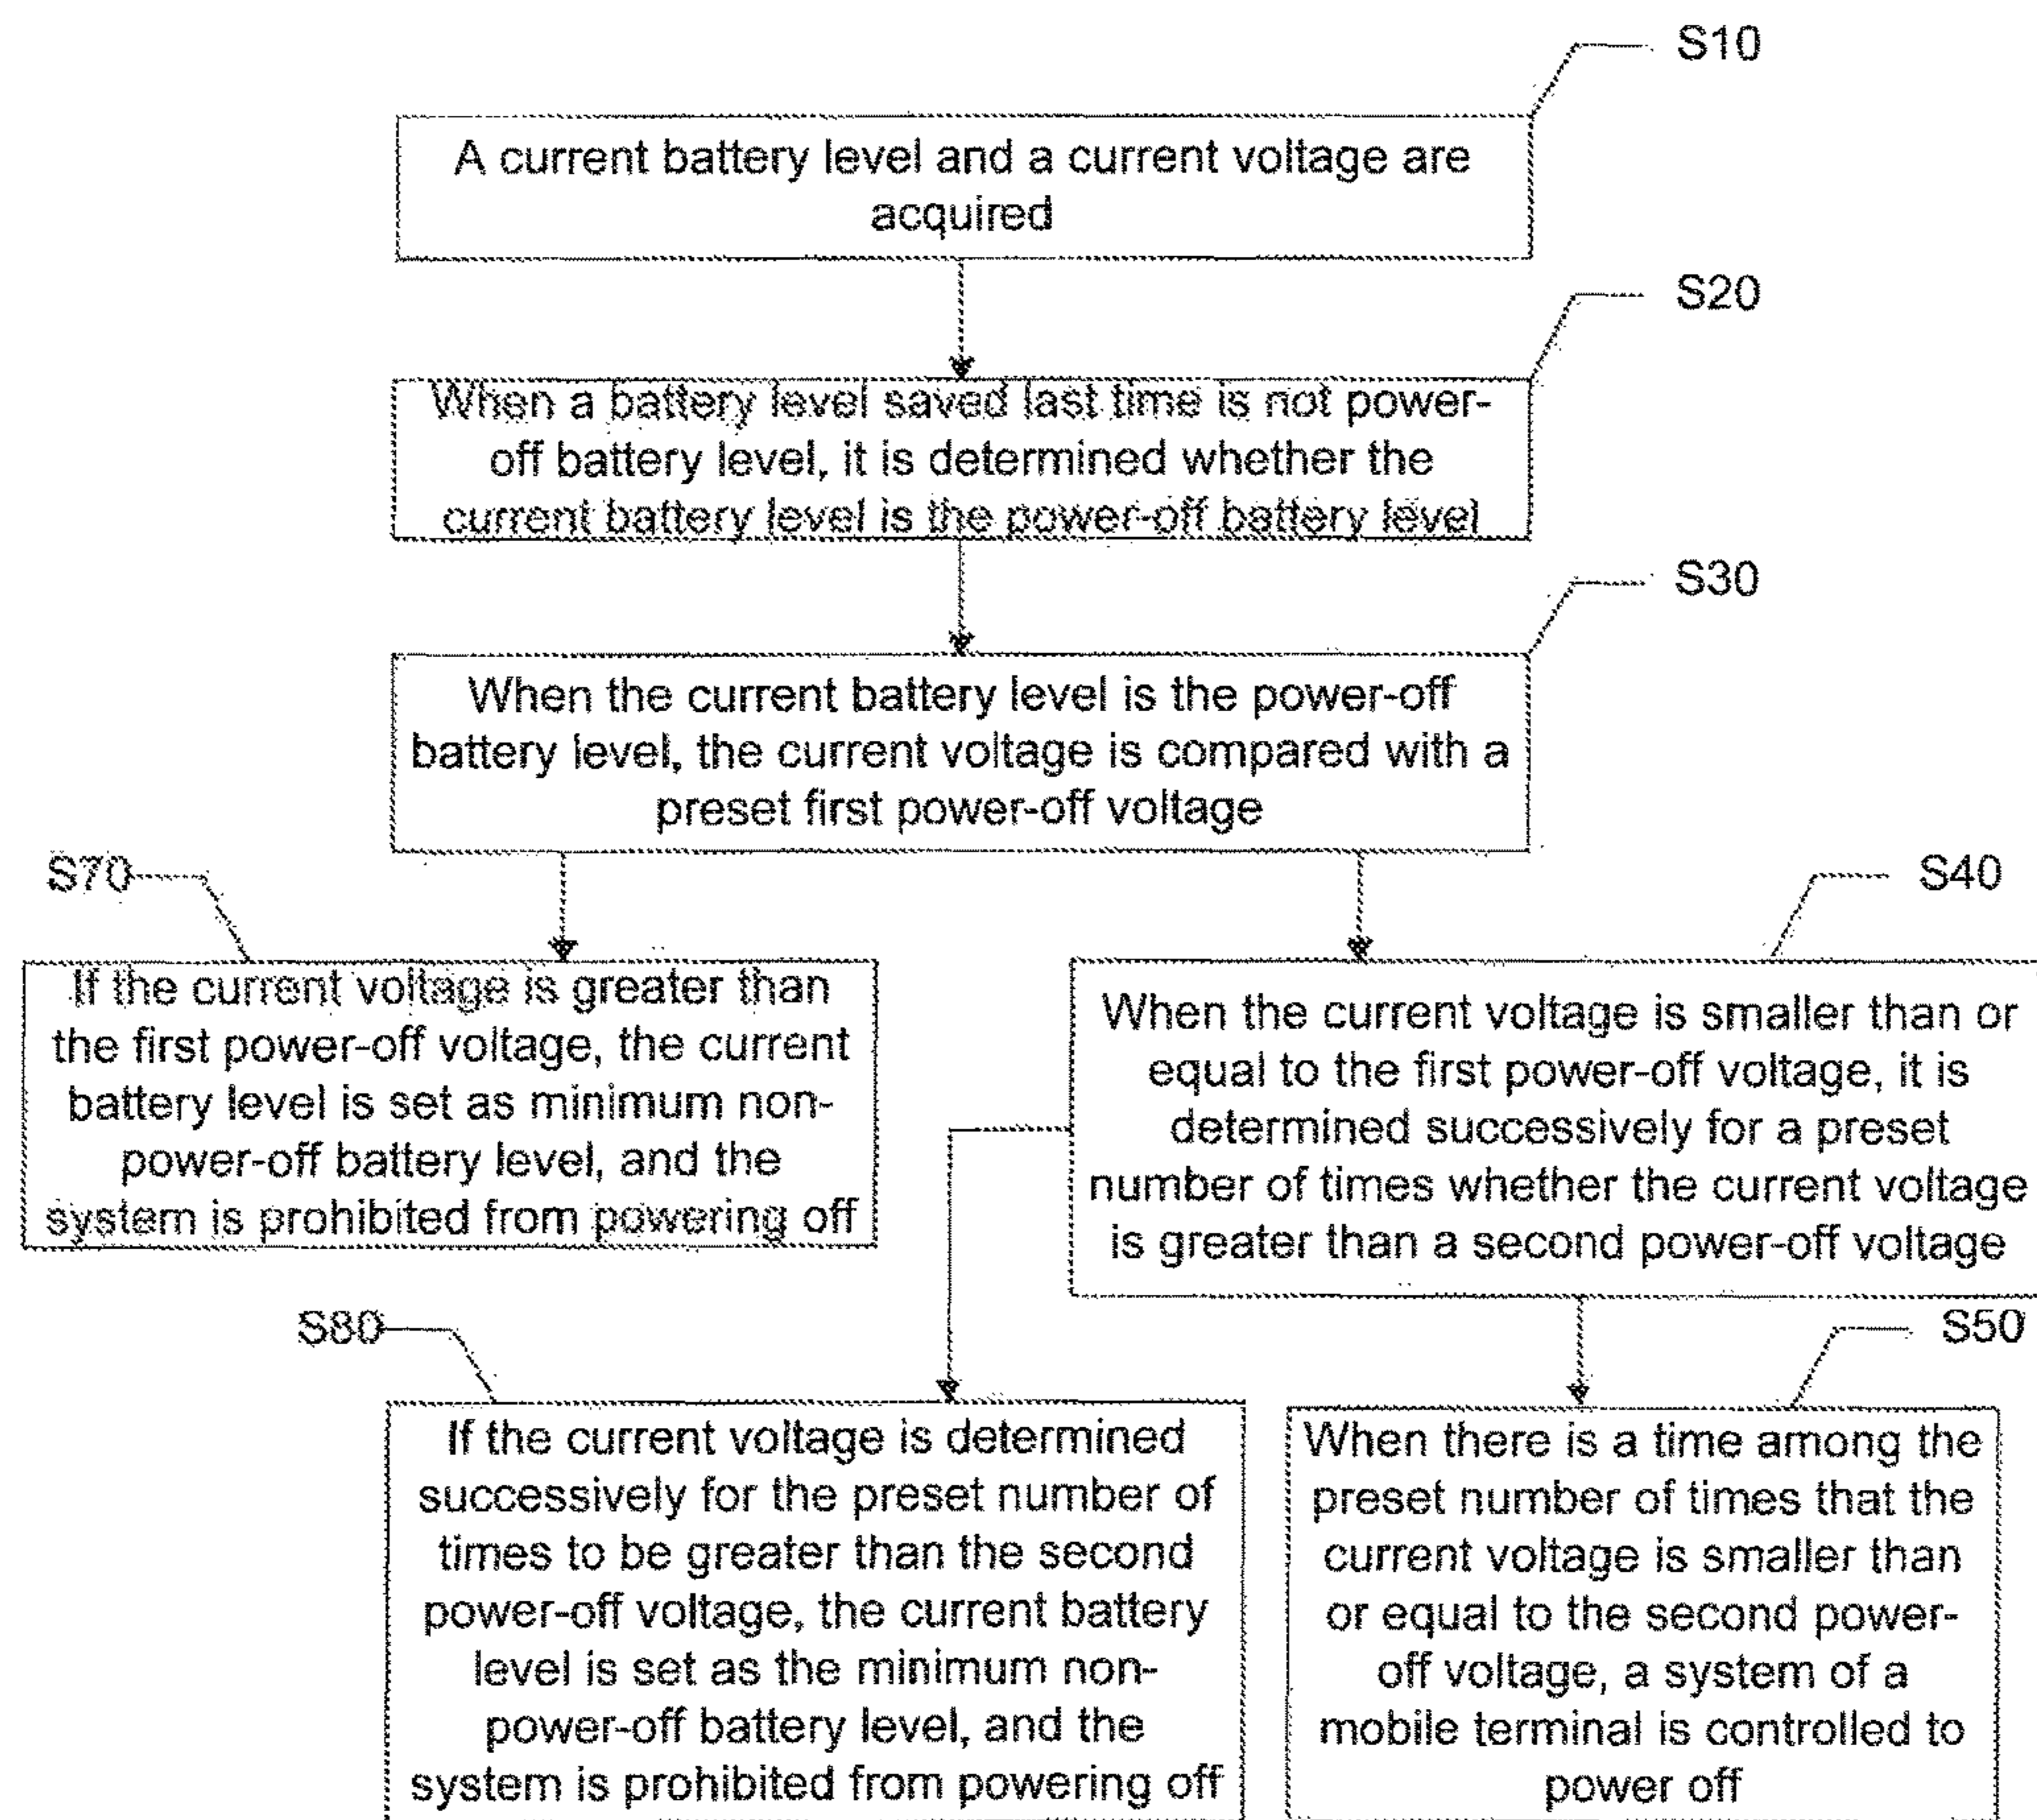 S10
A current battery level and a current voltage are
acquired
S20
When a battery level saved last time is not power-
off battery level, it is determined whether the
current battery level is the power-off battery level
S30
When the current battery level is the power-off
battery level, the current voltage is compared with a
preset first power-off voltage
S70
If the current voltage is greater than
the first power-off voltage, the current
battery level is set as minimum non-
power-off battery level, and the
system is prohibited from powering off
S40
When the current voltage is smaller than or
equal to the first power-off voltage, it is
determined successively for a preset
number of times whether the current voltage
is greater than a second power-off voltage
S80
If the current voltage is determined
successively for the preset number of
times to be greater than the second
power-off voltage, the current battery
level is set as the minimum non-
power-off battery level, and the
system is prohibited from powering off
S50
When there is a time among the
preset number of times that the
current voltage is smaller than
or equal to the second power-
off voltage, a system of a
mobile terminal is controlled to
power off